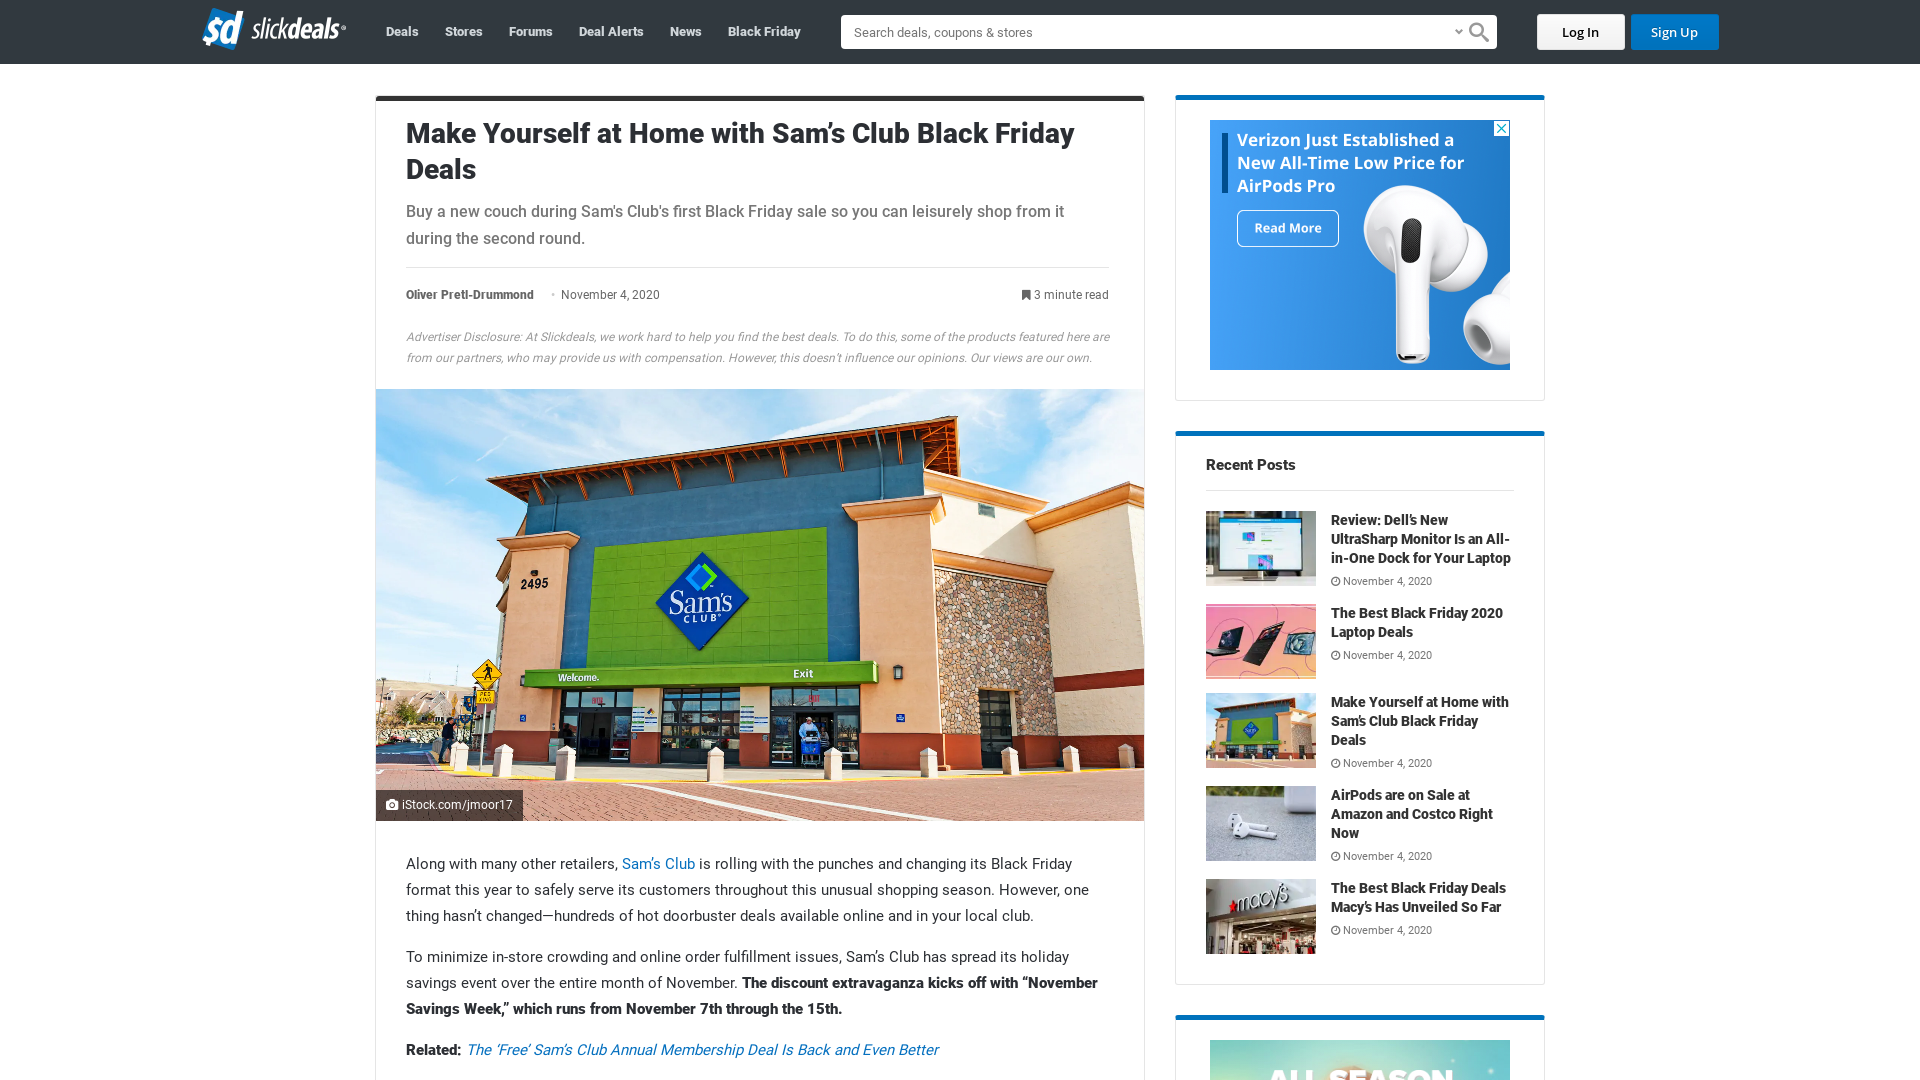 sd slickdeals
Deals
Stores
Forums
Deal Alerts
News
Black Friday
Search deals, coupons & stores
Log In
Sign Up
Make Yourself at Home with Sam’s Club Black Friday
Deals
Buy a new couch during Sam's Club's first Black Friday sale so you can leisurely shop from it
during the second round.
Oliver Pretl-Drummond • November 4, 2020
3 minute read
Advertiser Disclosure: At Slickdeals, we work hard to help you find the best deals. To do this, some of the products featured here are
from our partners, who may provide us with compensation. However, this doesn’t influence our opinions. Our views are our own.
2495
Sam's
CLUB
Welcome.
Exit
PED
XING
iStock.com/jmoor17
Along with many other retailers, Sam’s Club is rolling with the punches and changing its Black Friday
format this year to safely serve its customers throughout this unusual shopping season. However, one
thing hasn’t changed—hundreds of hot doorbuster deals available online and in your local club.
To minimize in-store crowding and online order fulfillment issues, Sam’s Club has spread its holiday
savings event over the entire month of November. The discount extravaganza kicks off with “November
Savings Week,” which runs from November 7th through the 15th.
Related: The ‘Free’ Sam’s Club Annual Membership Deal Is Back and Even Better
Verizon Just Established a
New All-Time Low Price for
AirPods Pro
Read More
Recent Posts
Review: Dell’s New
UltraSharp Monitor Is an All-
in-One Dock for Your Laptop
November 4, 2020
The Best Black Friday 2020
Laptop Deals
November 4, 2020
Make Yourself at Home with
Sam’s Club Black Friday
Deals
November 4, 2020
AirPods are on Sale at
Amazon and Costco Right
Now
November 4, 2020
macy's
The Best Black Friday Deals
Macy’s Has Unveiled So Far
November 4, 2020
ALL SEASON